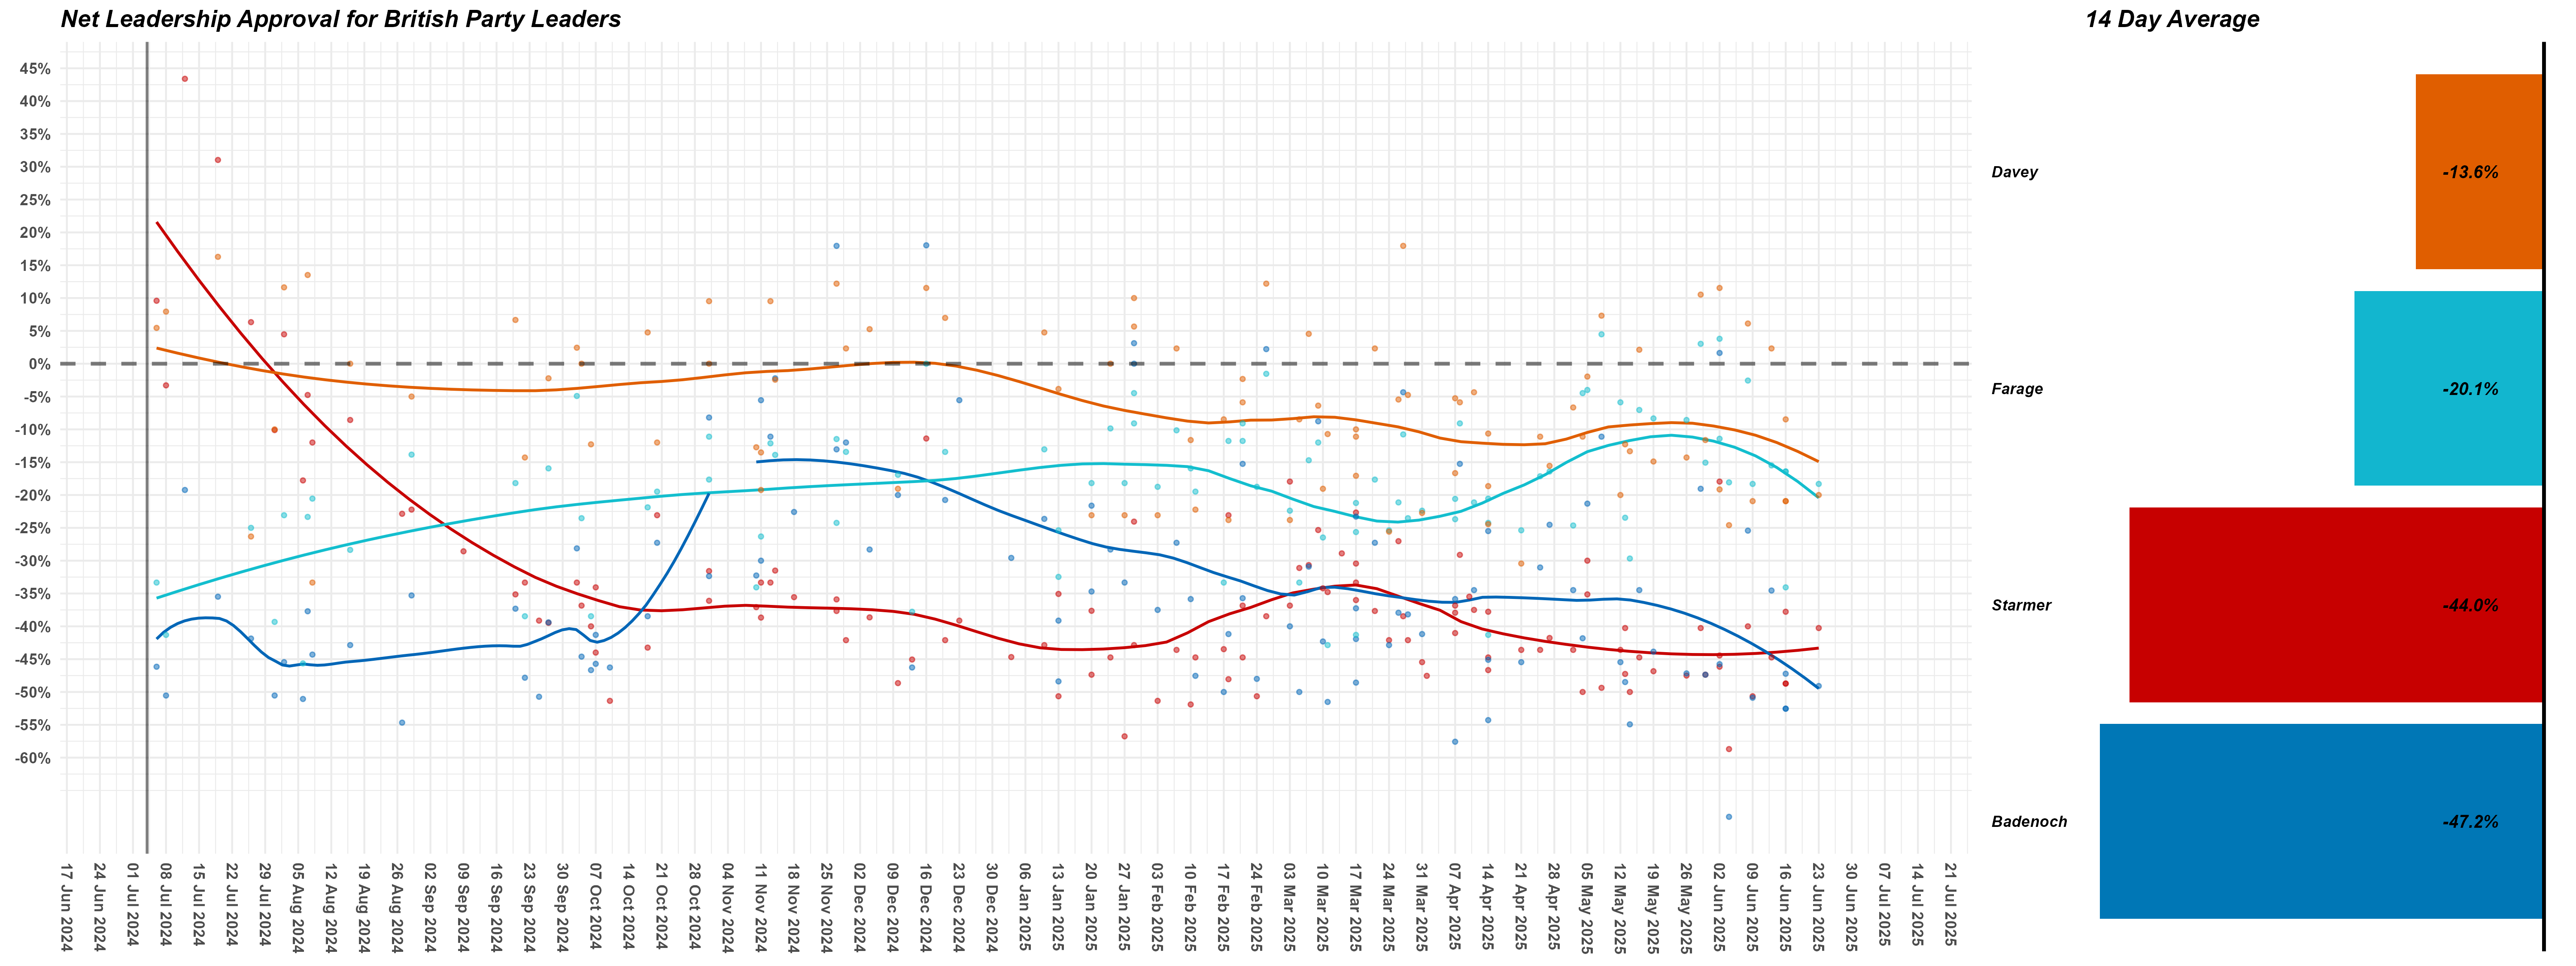 Net Leadership Approval for British Party Leaders
14 Day Average
45%
40%
35%
30%
25%
20%
15%
10%
5%
0%
-5%
-10%
-15%
-20%
-25%
-30%
-35%
-40%
-45%
-50%
-55%
-60%
17 Jun 2024
24 Jun 2024
01 Jul 2024
08 Jul 2024
15 Jul 2024
22 Jul 2024
29 Jul 2024
05 Aug 2024
12 Aug 2024
19 Aug 2024
26 Aug 2024
02 Sep 2024
09 Sep 2024
16 Sep 2024
23 Sep 2024
30 Sep 2024
07 Oct 2024
14 Oct 2024
21 Oct 2024
28 Oct 2024
04 Nov 2024
11 Nov 2024
18 Nov 2024
25 Nov 2024
02 Dec 2024
09 Dec 2024
16 Dec 2024
23 Dec 2024
30 Dec 2024
06 Jan 2025
13 Jan 2025
20 Jan 2025
27 Jan 2025
03 Feb 2025
10 Feb 2025
17 Feb 2025
24 Feb 2025
03 Mar 2025
10 Mar 2025
17 Mar 2025
24 Mar 2025
31 Mar 2025
07 Apr 2025
14 Apr 2025
21 Apr 2025
28 Apr 2025
05 May 2025
12 May 2025
19 May 2025
26 May 2025
02 Jun 2025
09 Jun 2025
16 Jun 2025
23 Jun 2025
30 Jun 2025
07 Jul 2025
14 Jul 2025
21 Jul 2025
Davey
-13.6%
Farage
-20.1%
Starmer
-44.0%
Badenoch
-47.2%